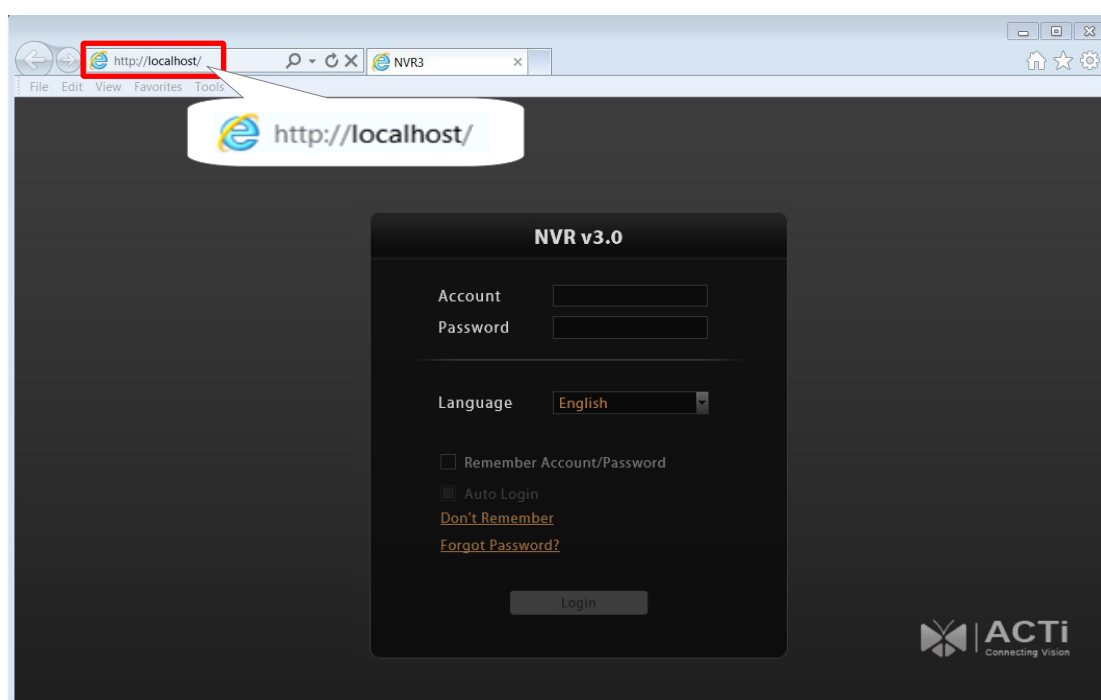 http://localhost/
NVR3
File Edit View Favorites Tools
http://localhost/
NVR v3.0
Account
Password
Language English
Remember Account/Password
Auto Login
Don't Remember
Forgot Password?
Login
ACTi
Connecting Vision